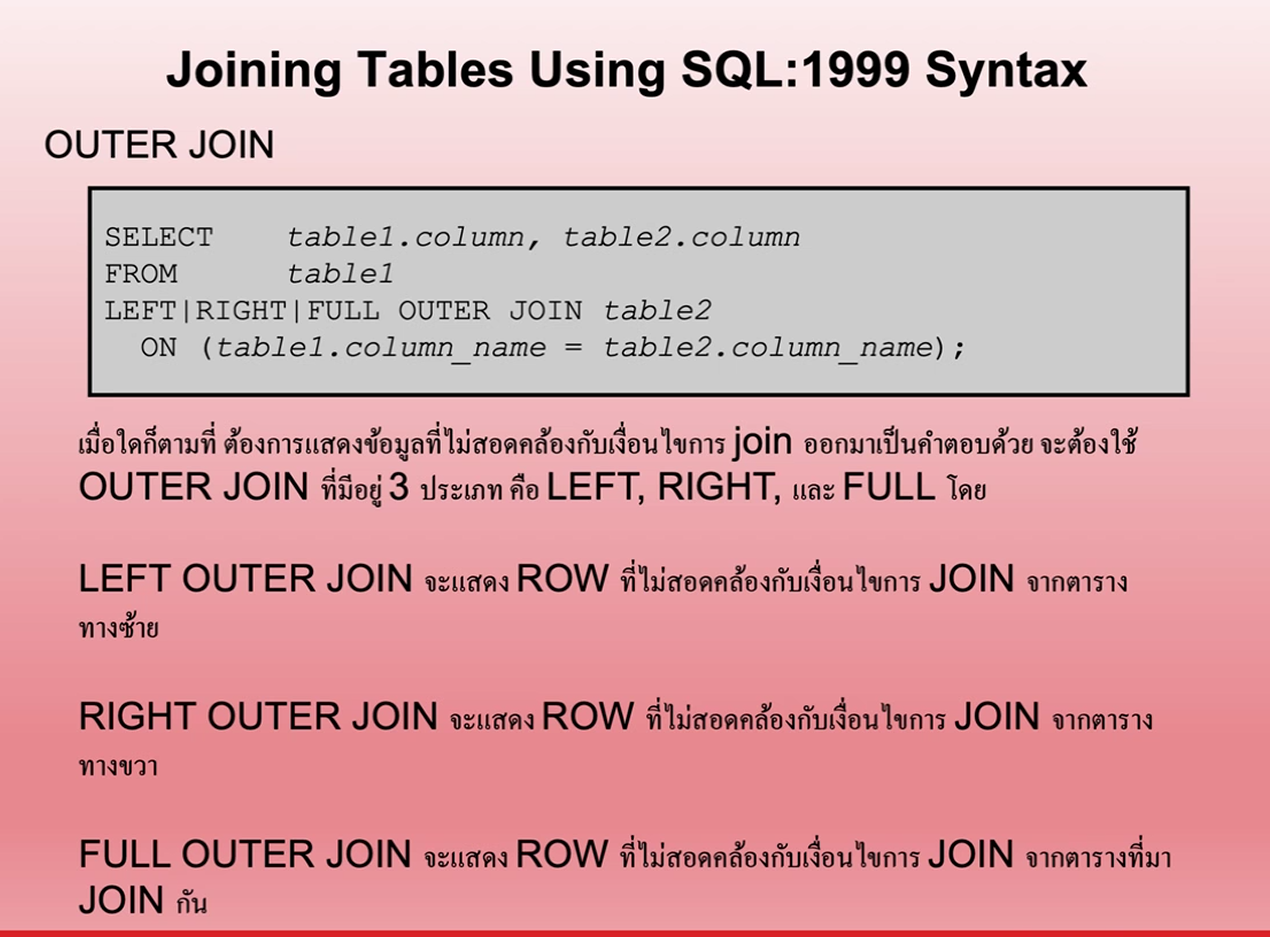 Joining Tables Using SQL:1999 Syntax
OUTER JOIN
SELECT    table1.column, table2.column
FROM      table1
LEFT|RIGHT|FULL OUTER JOIN table2
  ON (table1.column_name = table2.column_name);
เมื่อใดก็ตามที่ ต้องการแสดงข้อมูลที่ไม่สอดคล้องกับเงื่อนไขการ join ออกมาเป็นคำตอบด้วย จะต้องใช้
OUTER JOIN ที่มีอยู่ 3 ประเภท คือ LEFT, RIGHT, และ FULL โดย
LEFT OUTER JOIN จะแสดง ROW ที่ไม่สอดคล้องกับเงื่อนไขการ JOIN จากตาราง
ทางซ้าย
RIGHT OUTER JOIN จะแสดง ROW ที่ไม่สอดคล้องกับเงื่อนไขการ JOIN จากตาราง
ทางขวา
FULL OUTER JOIN จะแสดง ROW ที่ไม่สอดคล้องกับเงื่อนไขการ JOIN จากตารางที่มา
JOIN กัน